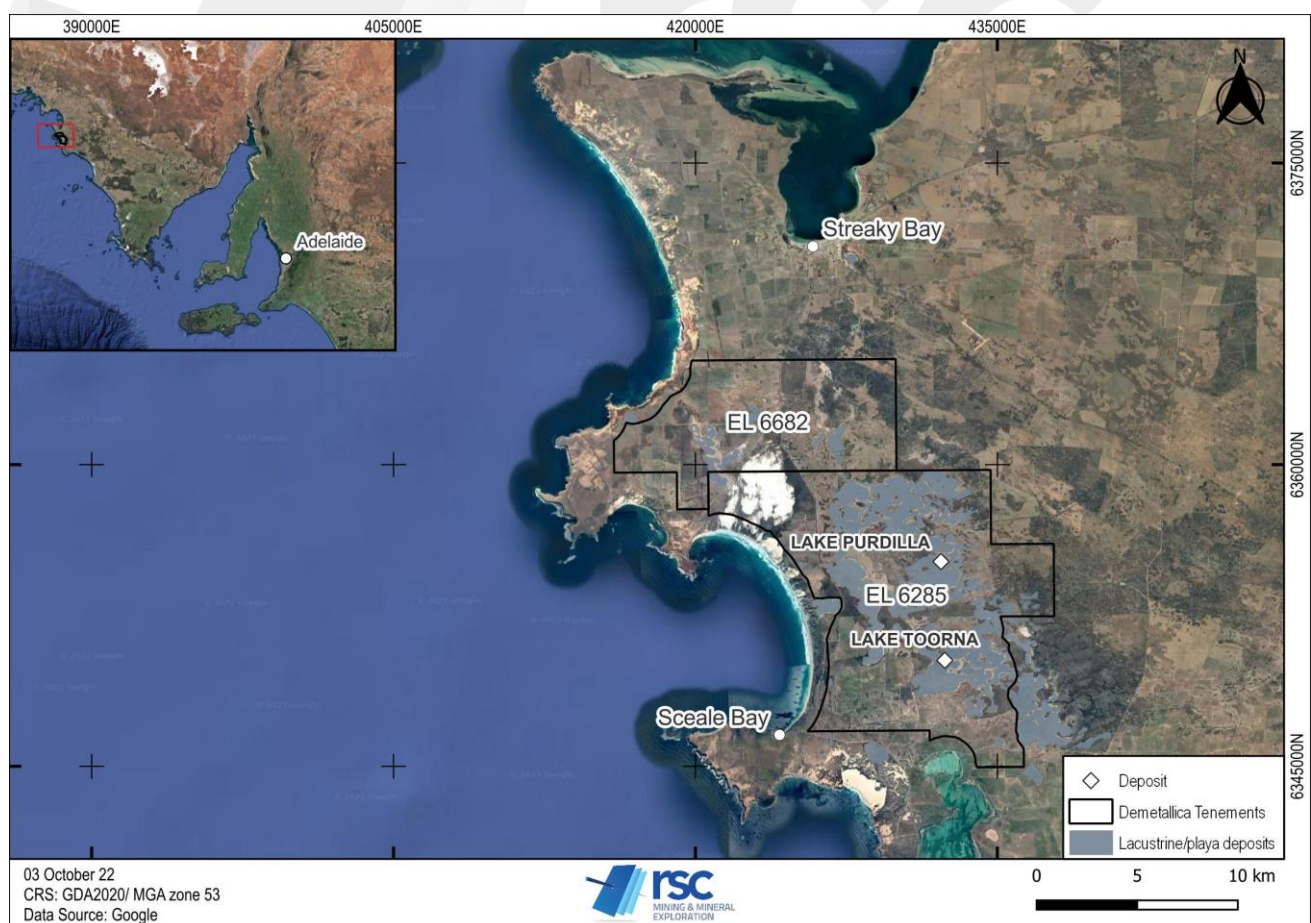 390000E
405000E
420000E
435000E
N
6375000N
6360000N
6345000N
Adelaide
Streaky Bay
EL 6682
LAKE PURDILLA
EL 6285
LAKE TOORNA
Sceale Bay
Deposit
Demetallica Tenements
Lacustrine/playa deposits
03 October 22
CRS: GDA2020/ MGA zone 53
Data Source: Google
rsc
MINING & MINERAL
EXPLORATION
0 5 10 km